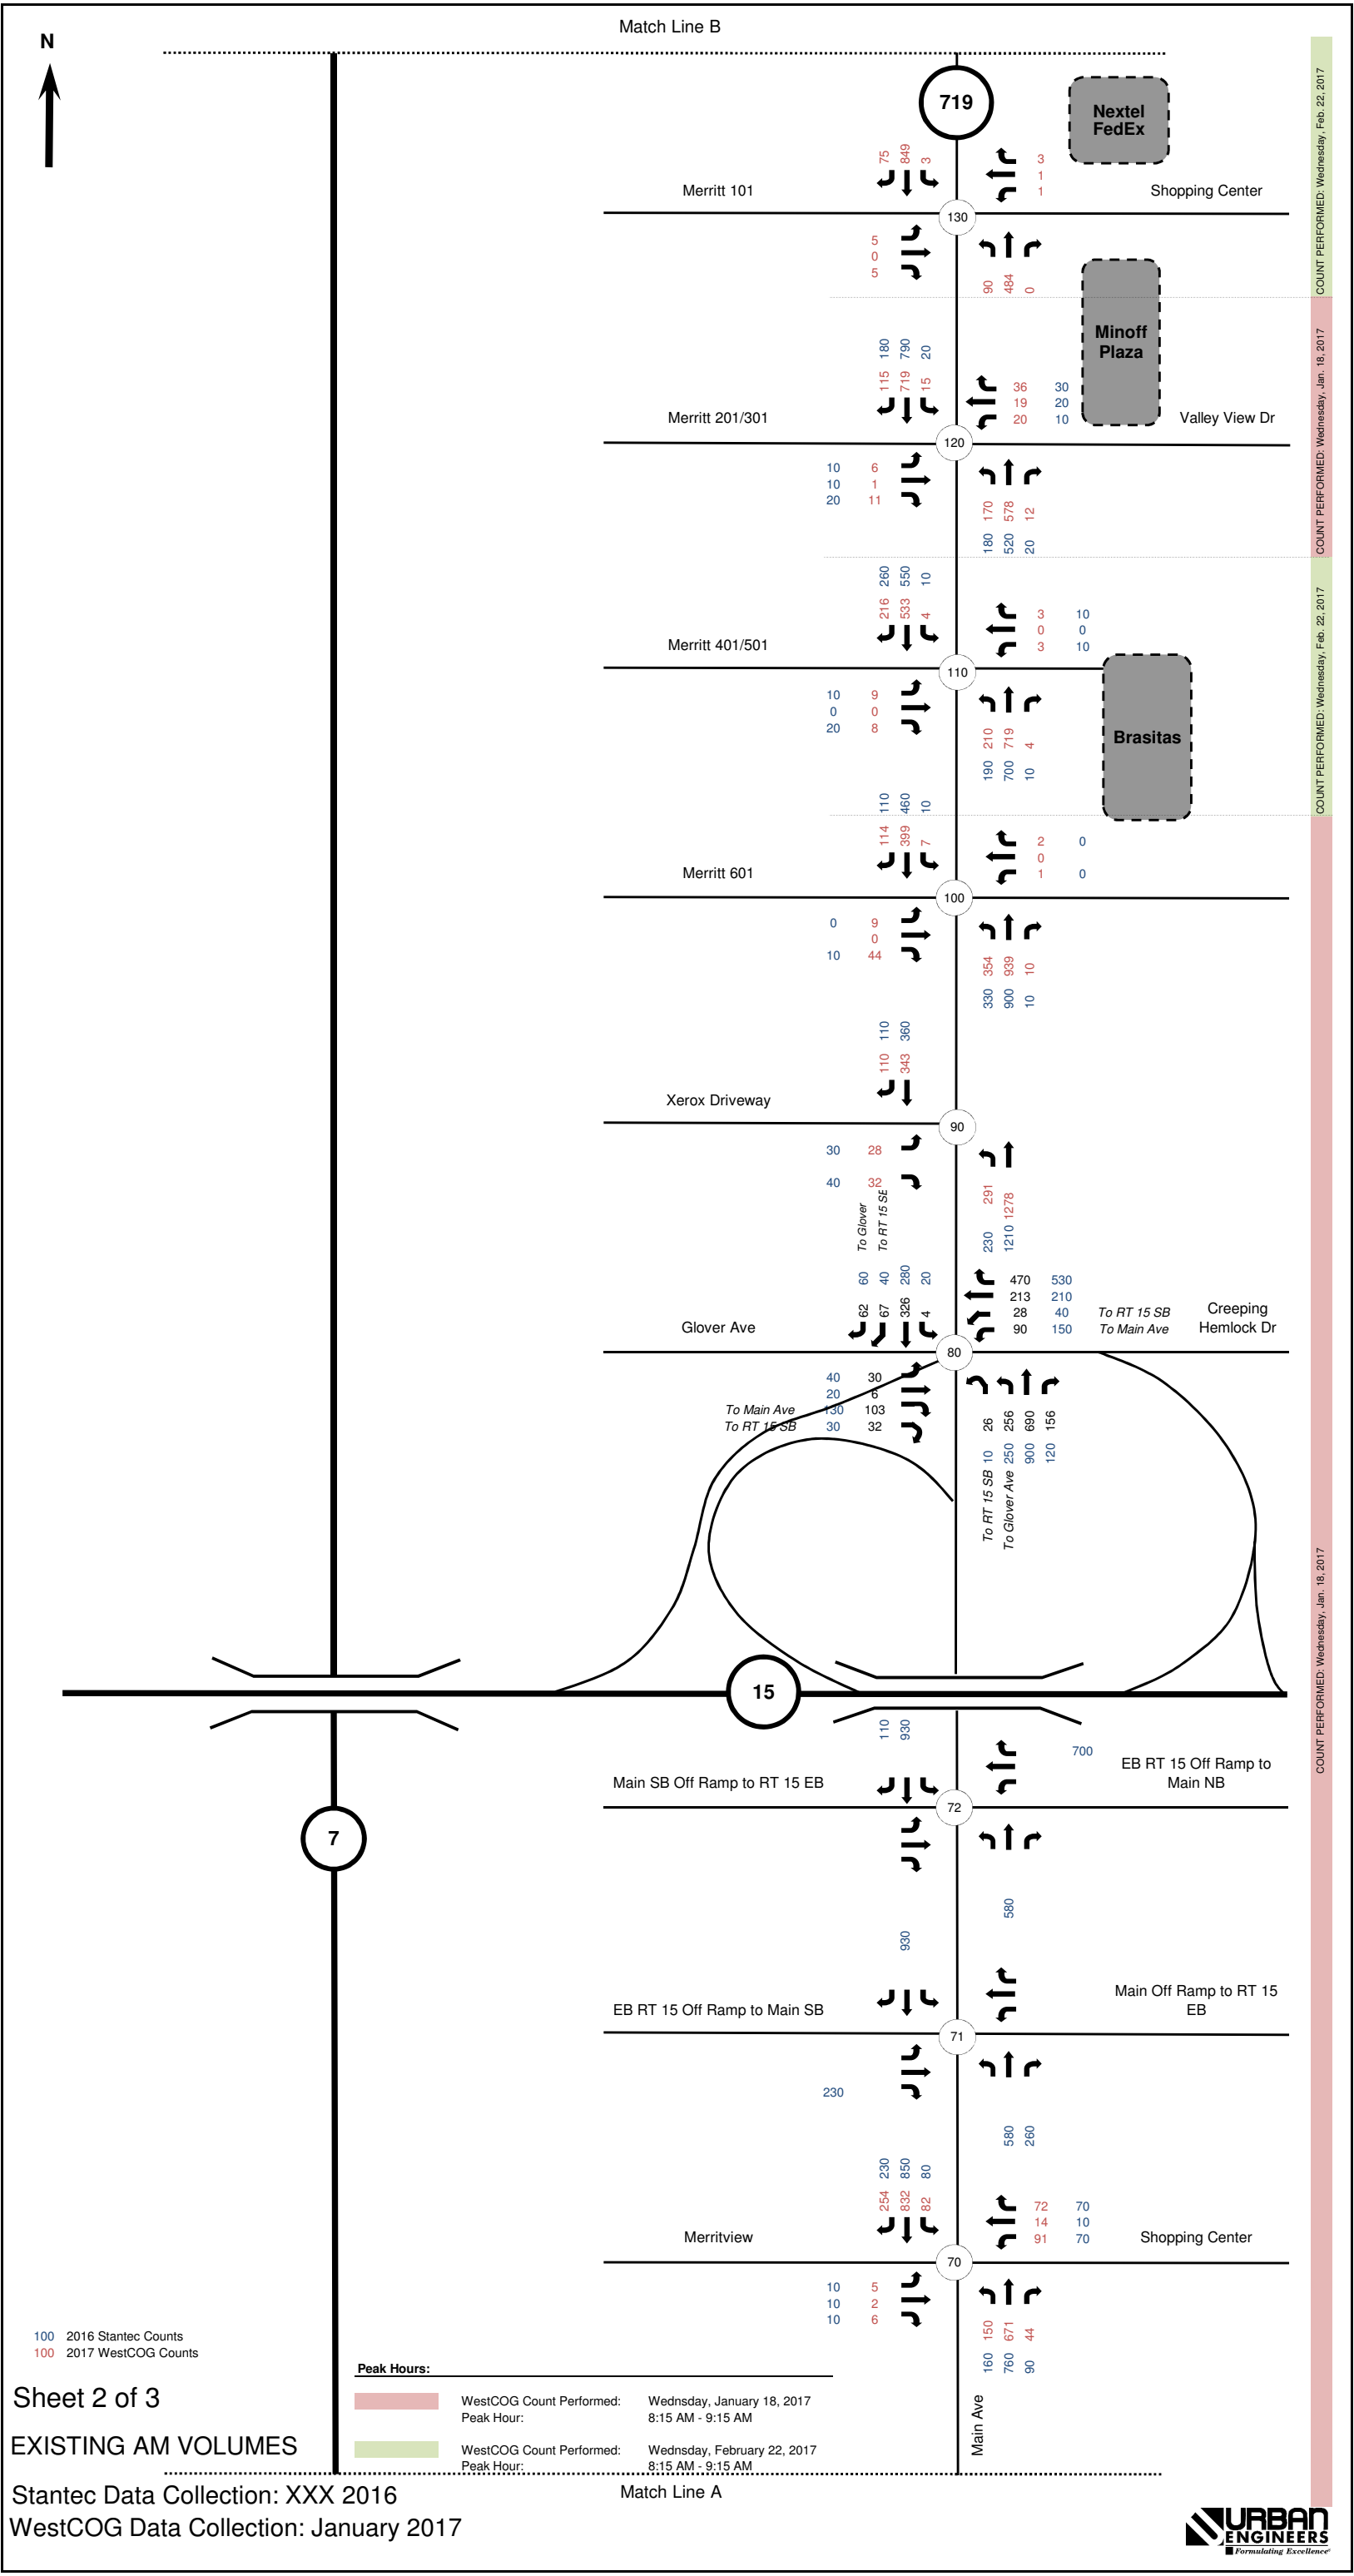 Match Line B
N
719
Nextel
FedEx
COUNT PERFORMED: Wednesday, Feb. 22, 2017
75 849 3
3
1
1
Merritt 101
Shopping Center
130
5
0
5
90 484 0
Minoff
Plaza
COUNT PERFORMED: Wednesday, Jan. 18, 2017
180 790 20
115 719 15
36 30
19 20
20 10
Merritt 201/301
Valley View Dr
120
10 6
10 1
20 11
170 578 12
180 520 20
COUNT PERFORMED: Wednesday, Feb. 22, 2017
260 550 10
216 533 4
3 10
0 0
3 10
Merritt 401/501
110
10 9
0 0
20 8
210 719 4
190 700 10
Brasitas
110 460 10
114 399 7
2 0
0
1 0
Merritt 601
100
0 9
0
10 44
354 939 10
330 900 10
110 360
110 343
Xerox Driveway
90
30 28
40 32
291 1278
230 1210
To Glover
To RT 15 SB
60 40 280 20
62 67 326 4
470 530
213 210
28 40 To RT 15 SB
90 150 To Main Ave
Creeping
Hemlock Dr
Glover Ave
80
40 30
20 6
To Main Ave 130 103
To RT 15 SB 30 32
26 256 690 156
10 250 900 120
To RT 15 SB
To Glover Ave
COUNT PERFORMED: Wednesday, Jan. 18, 2017
15
110 930
700
EB RT 15 Off Ramp to
Main NB
Main SB Off Ramp to RT 15 EB
72
7
580
930
Main Off Ramp to RT 15
EB
EB RT 15 Off Ramp to Main SB
71
230
580 260
230 850 80
254 832 82
72 70
14 10
91 70
Merritview
Shopping Center
70
10 5
10 2
10 6
150 671 44
160 760 90
Main Ave
100 2016 Stantec Counts
100 2017 WestCOG Counts
Peak Hours:
WestCOG Count Performed: Wednsday, January 18, 2017
Peak Hour: 8:15 AM - 9:15 AM
WestCOG Count Performed: Wednsday, February 22, 2017
Peak Hour: 8:15 AM - 9:15 AM
Sheet 2 of 3
EXISTING AM VOLUMES
Match Line A
Stantec Data Collection: XXX 2016
WestCOG Data Collection: January 2017
URBAN
ENGINEERS
Formulating Excellence®